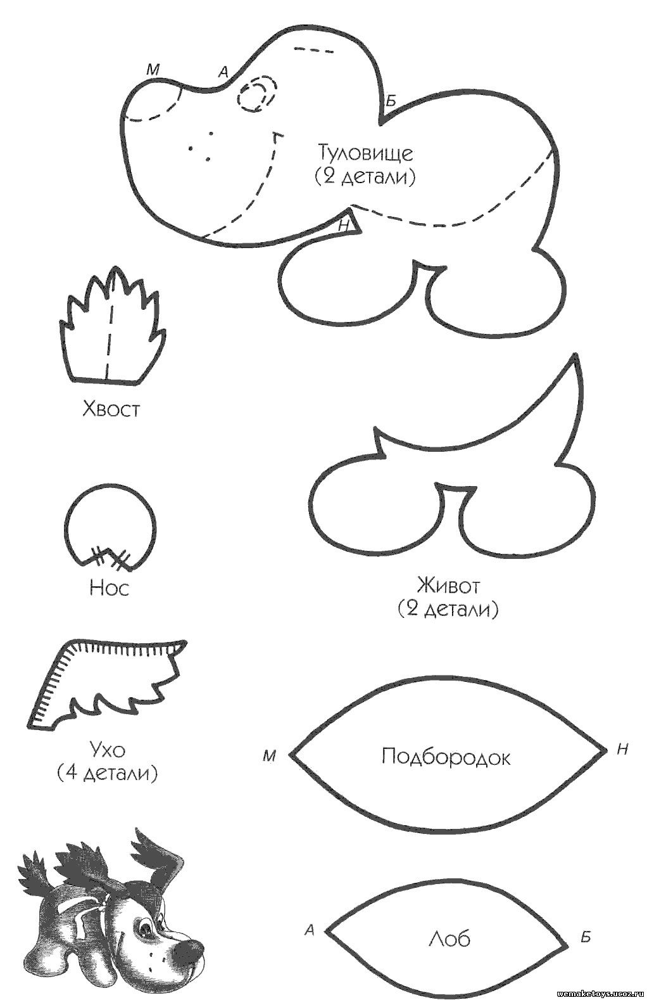 М
А
Б
Туловище
(2 детали)
Н
Хвост
Нос
Живот
(2 детали)
Ухо
(4 детали)
М
Подбородок
Н
А
Лоб
Б
wemaketoys.ucoz.ru